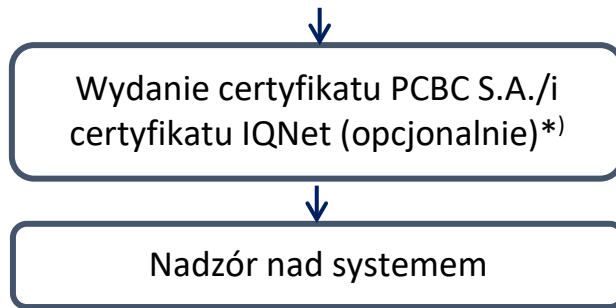 Wydanie certyfikatu PCBC S.A./i
certyfikatu IQNet (opcjonalnie)*)
Nadzór nad systemem